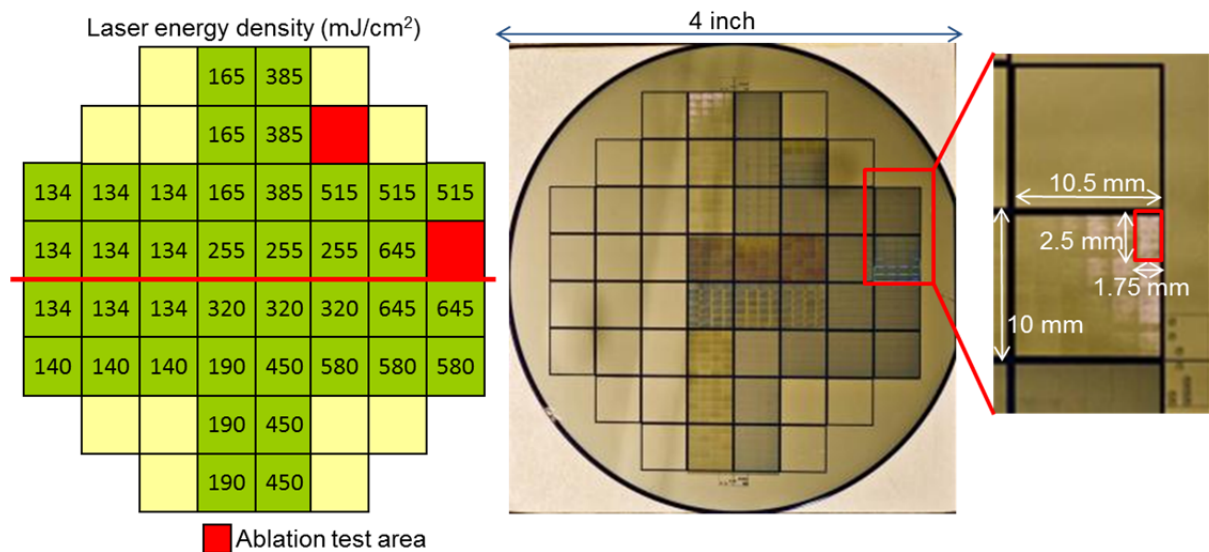 Laser energy density (mJ/cm²)
165 385
165 385
134 134 134 165 385 515 515 515
134 134 134 255 255 255 645
134 134 134 320 320 320 645 645
140 140 140 190 450 580 580 580
190 450
190 450
Ablation test area
4 inch
10.5 mm
2.5 mm
1.75 mm
10 mm